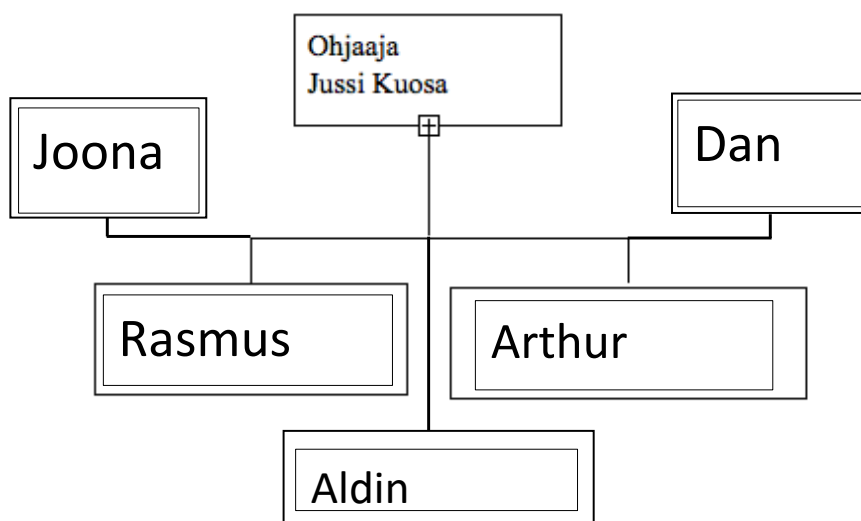 Ohjaaja
Jussi Kuosa
Joona
Dan
Rasmus
Arthur
Aldin